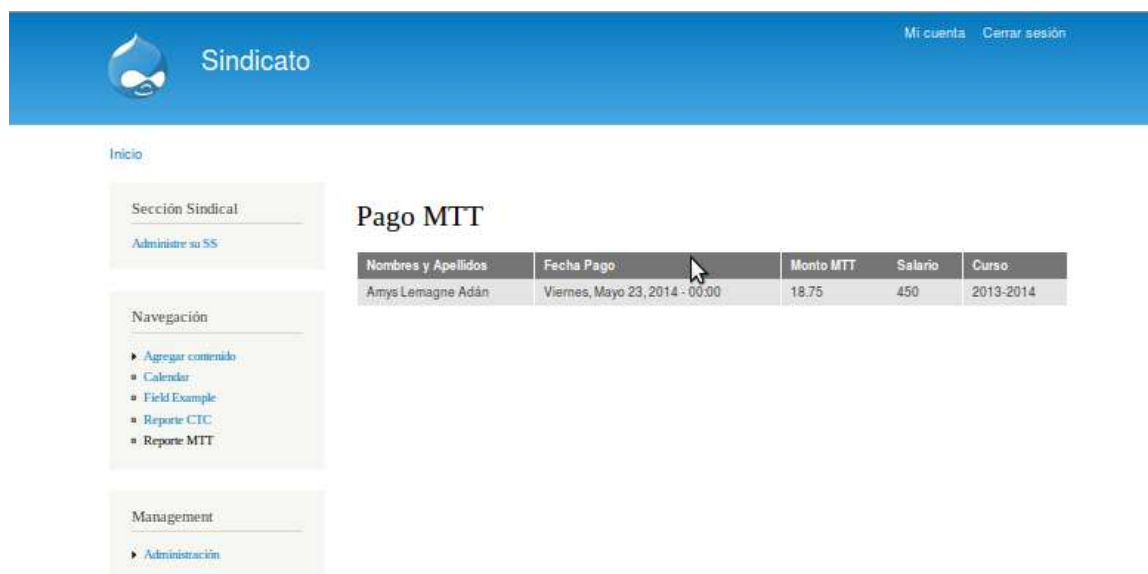 Mi cuenta Cerrar sesión
Sindicato
Inicio
Sección Sindical
Administre su SS
Navegación
Agregar contenido
Calendar
Field Example
Reporte CTC
Reporte MTT
Management
Administración
Pago MTT
Nombres y Apellidos Fecha Pago Monto MTT Salario Curso
Amys Lemagne Adán Viernes, Mayo 23, 2014 - 00:00 18.75 450 2013-2014